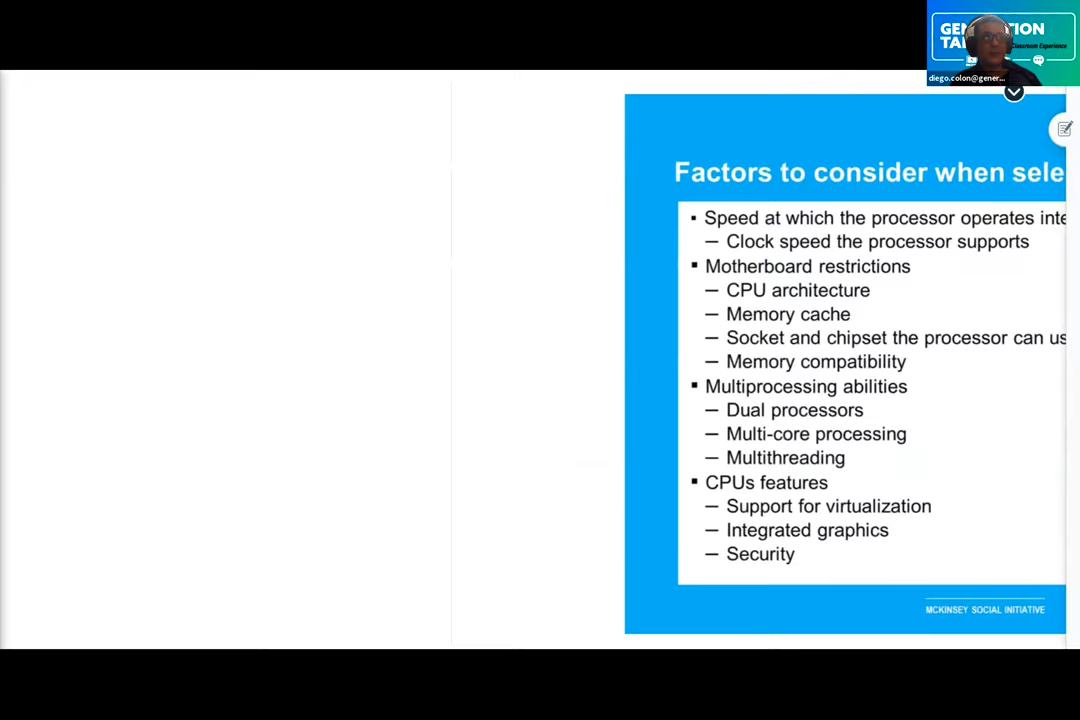 GENERATION
Classroom Experience
diego.colon@gener...
Factors to consider when sele
▪ Speed at which the processor operates inte
– Clock speed the processor supports
▪ Motherboard restrictions
– CPU architecture
– Memory cache
– Socket and chipset the processor can us
– Memory compatibility
▪ Multiprocessing abilities
– Dual processors
– Multi-core processing
– Multithreading
▪ CPUs features
– Support for virtualization
– Integrated graphics
– Security
MCKINSEY SOCIAL INITIATIVE